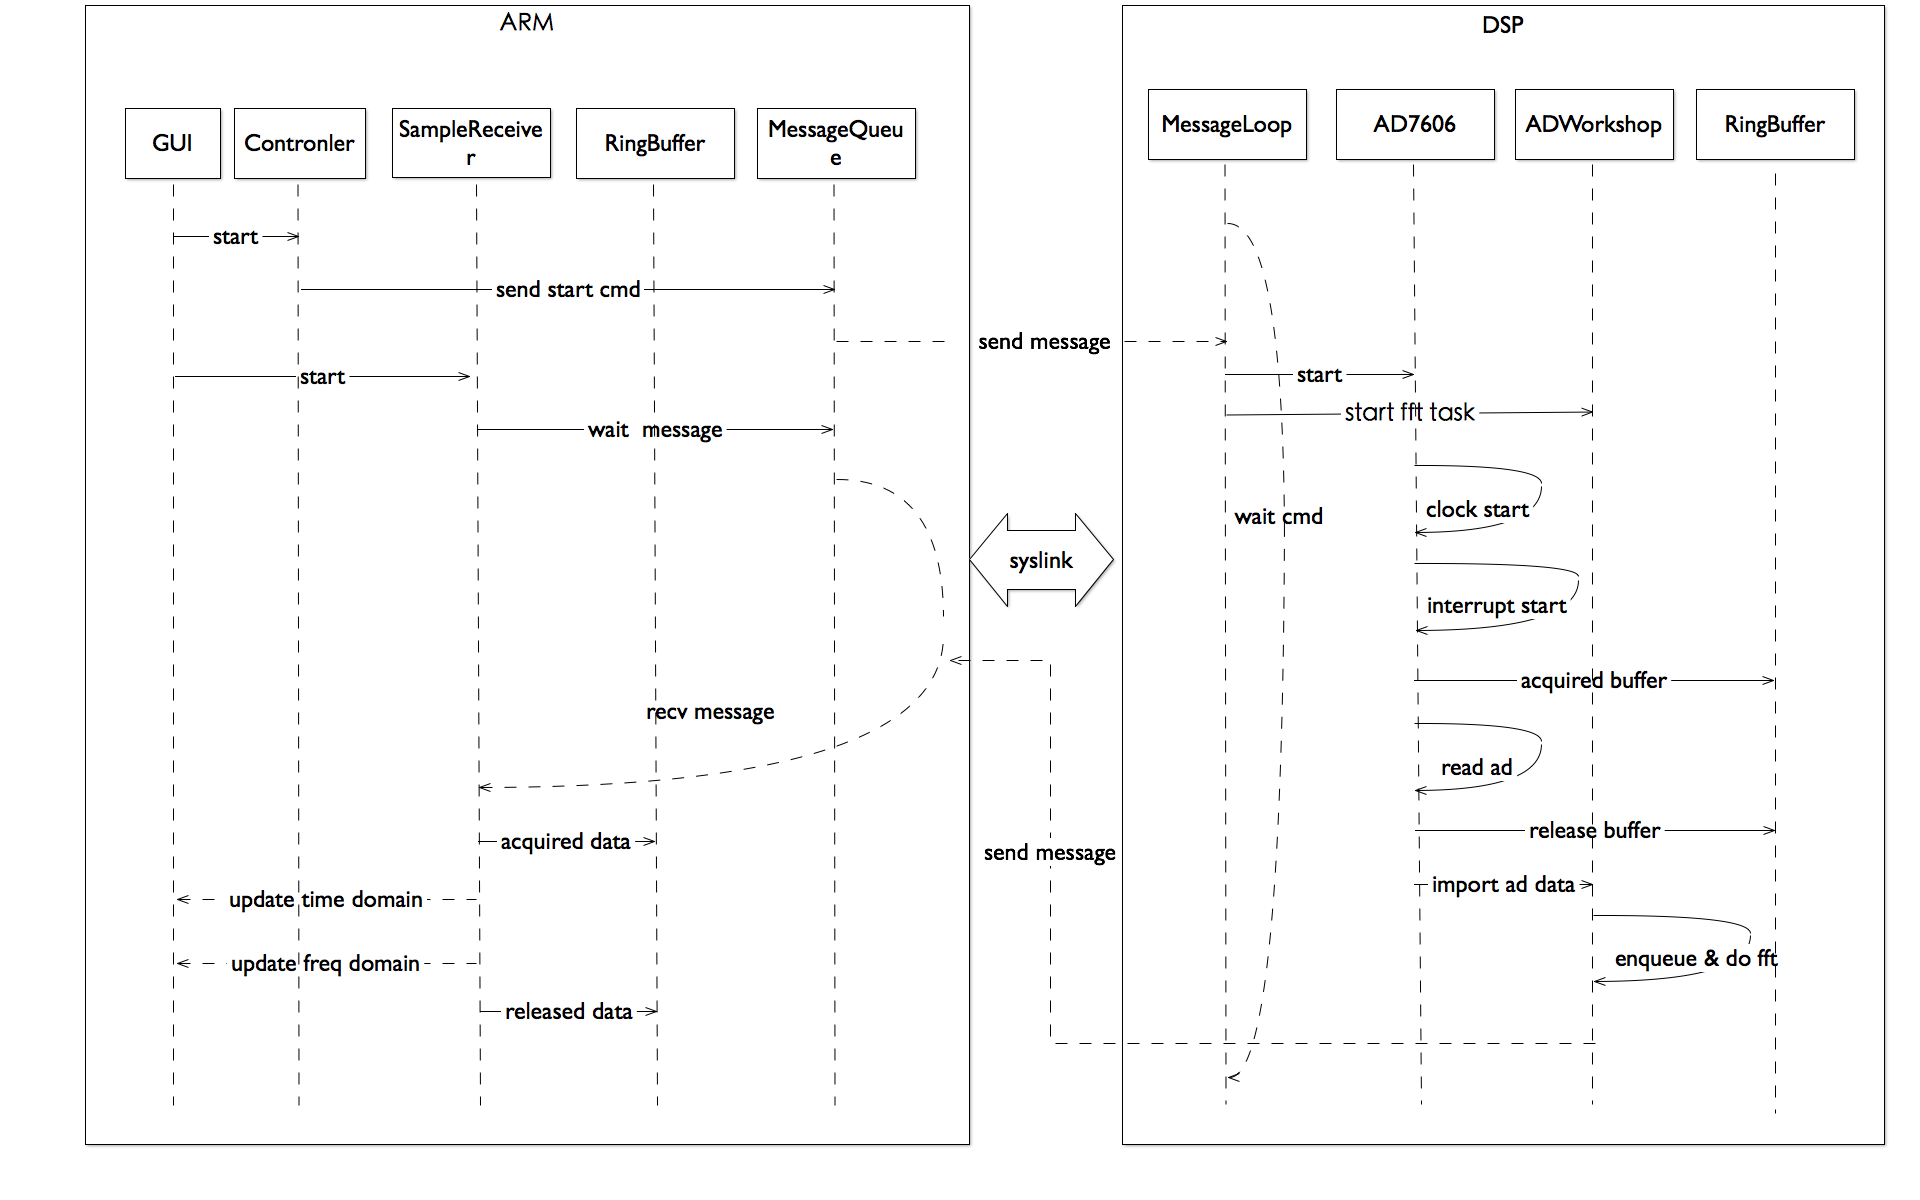 ARM
DSP
GUI
Contronler
SampleReceive
r
RingBuffer
MessageQueu
e
MessageLoop
AD7606
ADWorkshop
RingBuffer
start
send start cmd
send message
start
start
start fft task
wait  message
clock start
wait cmd
syslink
interrupt start
acquired buffer
recv message
read ad
release buffer
acquired data
send message
import ad data
update time domain
enqueue & do fft
update freq domain
released data